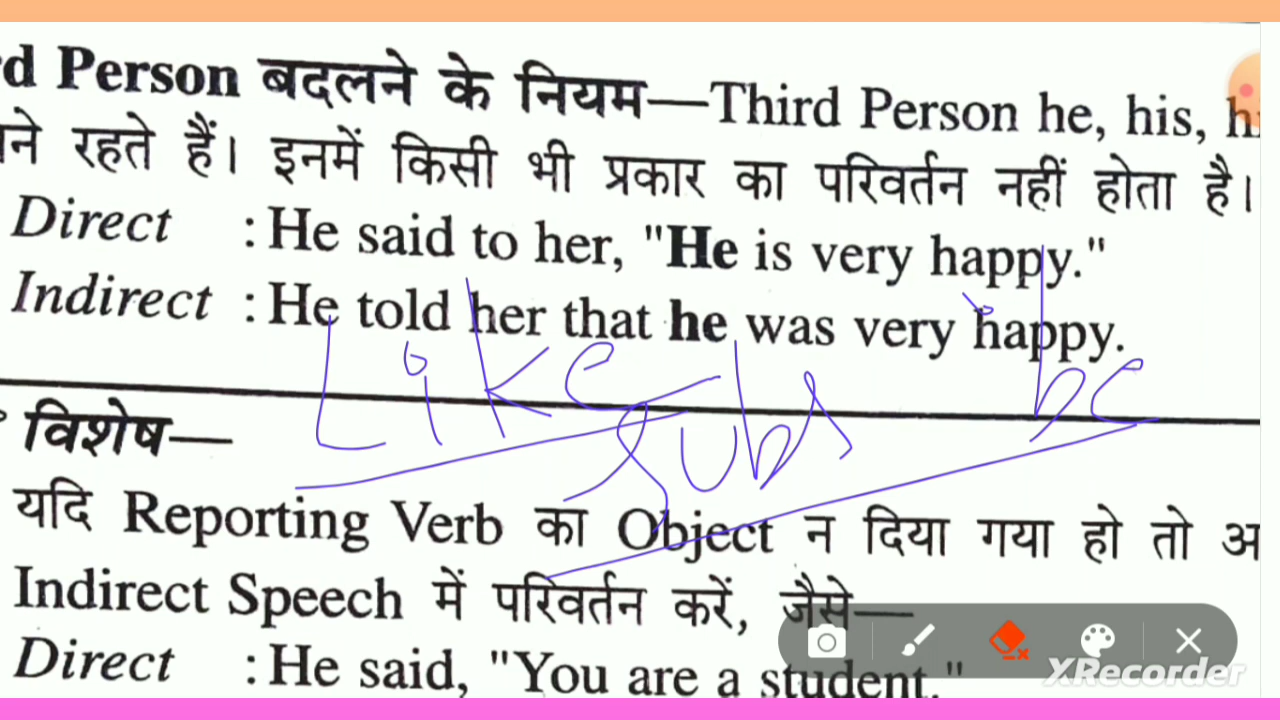 d Person बदलने के नियम—Third Person he, his,
ने रहते हैं। इनमें किसी भी प्रकार का परिवर्तन नहीं होता है।
Direct : He said to her, "He is very happy."
Indirect : He told her that he was very happy.
Like
विशेष—
यदि Reporting Verb का Object न दिया गया हो तो अ
Indirect Speech में परिवर्तन करें, जैसे—
Direct : He said, "You are a student."
XRecorder